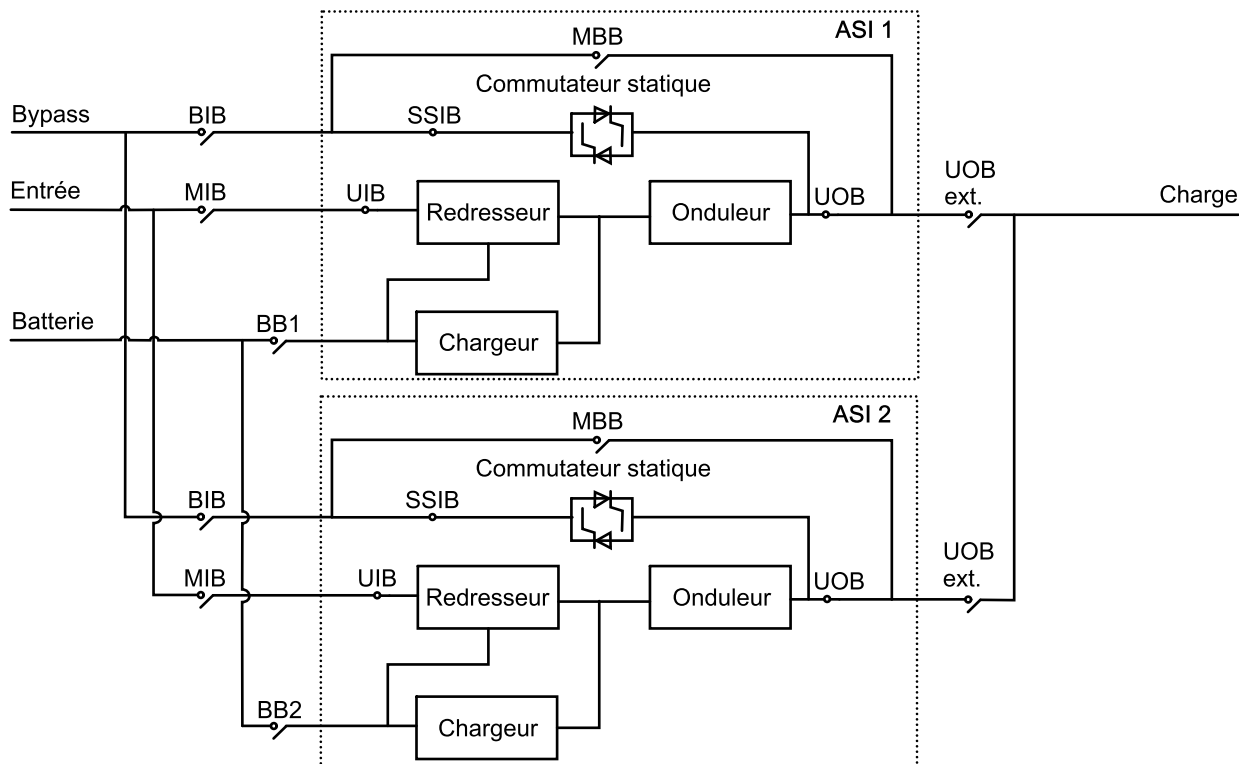 ASI 1
MBB
Commutateur statique
Bypass
BIB
SSIB
Entrée
MIB
UIB
Redresseur
Onduleur
UOB
UOB
ext.
Charge
Batterie
BB1
Chargeur
ASI 2
MBB
Commutateur statique
BIB
SSIB
MIB
UIB
Redresseur
Onduleur
UOB
UOB
ext.
BB2
Chargeur